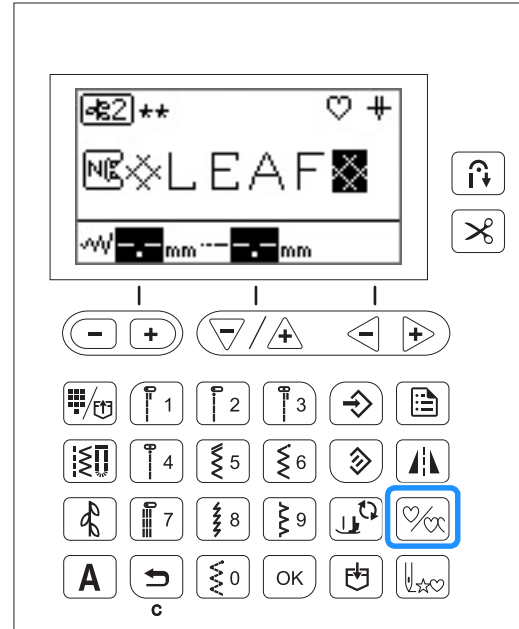 2 **
N LEAF
-.- mm -.- mm
- + - / + - +
1 2 3
4 5 6
7 8 9
A 0 OK
C